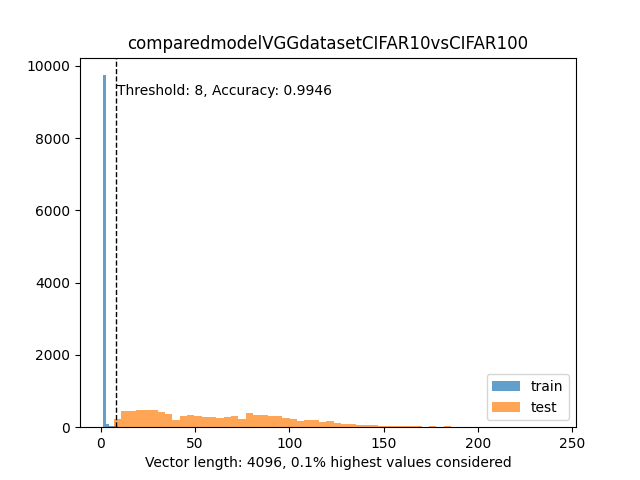 comparedmodelVGGdatasetCIFAR10vsCIFAR100
10000
8000
6000
4000
2000
0
Threshold: 8, Accuracy: 0.9946
train
test
0 50 100 150 200 250
Vector length: 4096, 0.1% highest values considered